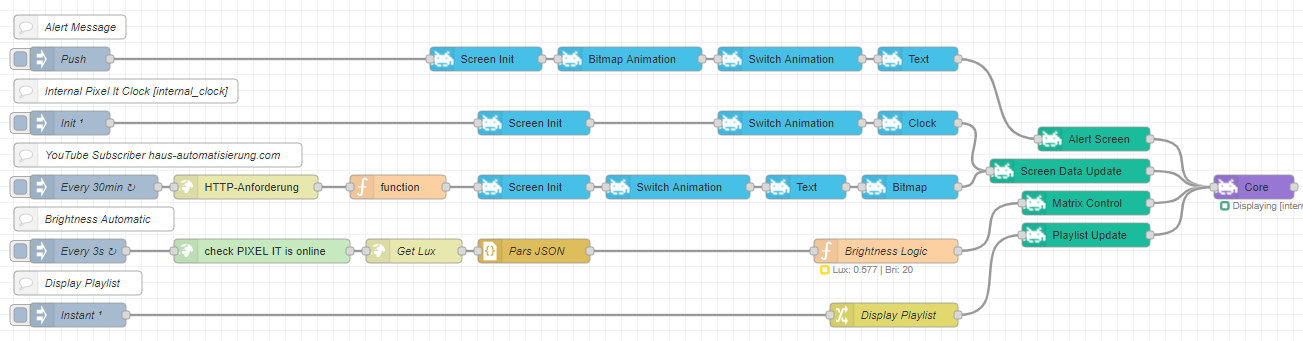 Alert Message
Push Screen Init Bitmap Animation Switch Animation Text
Internal Pixel It Clock [internal_clock]
Init ¹ Screen Init Switch Animation Clock
Alert Screen
YouTube Subscriber haus-automatisierung.com
Screen Data Update
Every 30min ↻ HTTP-Anforderung function Screen Init Switch Animation Text Bitmap Core
Matrix Control
Displaying [interr
Brightness Automatic
Playlist Update
Every 3s ↻ check PIXEL IT is online Get Lux Pars JSON Brightness Logic
Lux: 0.577 | Bri: 20
Display Playlist
Instant ¹ Display Playlist